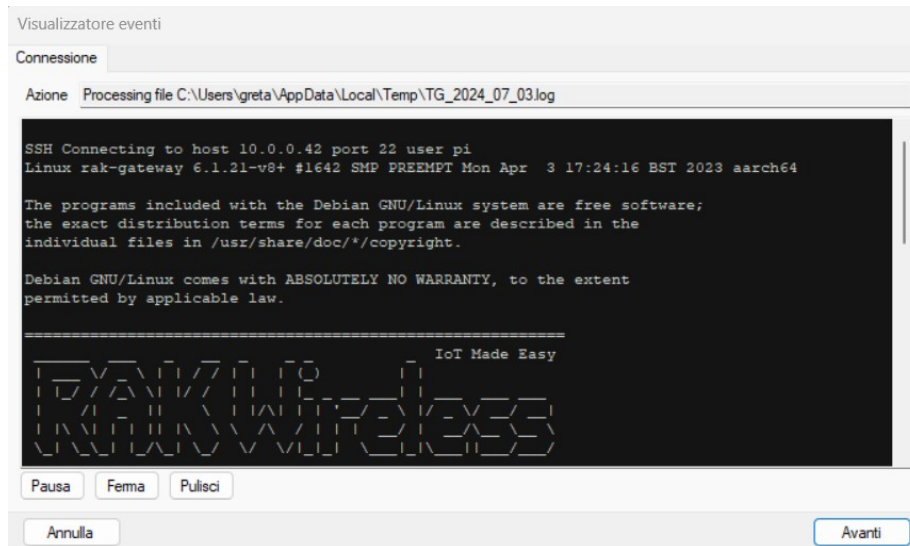 Visualizzatore eventi
Connessione
Azione Processing file C:\Users\greta\AppData\Local\Temp\TG_2024_07_03.log
SSH Connecting to host 10.0.0.42 port 22 user pi
Linux rak-gateway 6.1.21-v8+ #1642 SMP PREEMPT Mon Apr  3 17:24:16 BST 2023 aarch64
The programs included with the Debian GNU/Linux system are free software;
the exact distribution terms for each program are described in the
individual files in /usr/share/doc/*/copyright.
Debian GNU/Linux comes with ABSOLUTELY NO WARRANTY, to the extent
permitted by applicable law.
IoT Made Easy
RAKWireless
Pausa Ferma Pulisci
Annulla Avanti